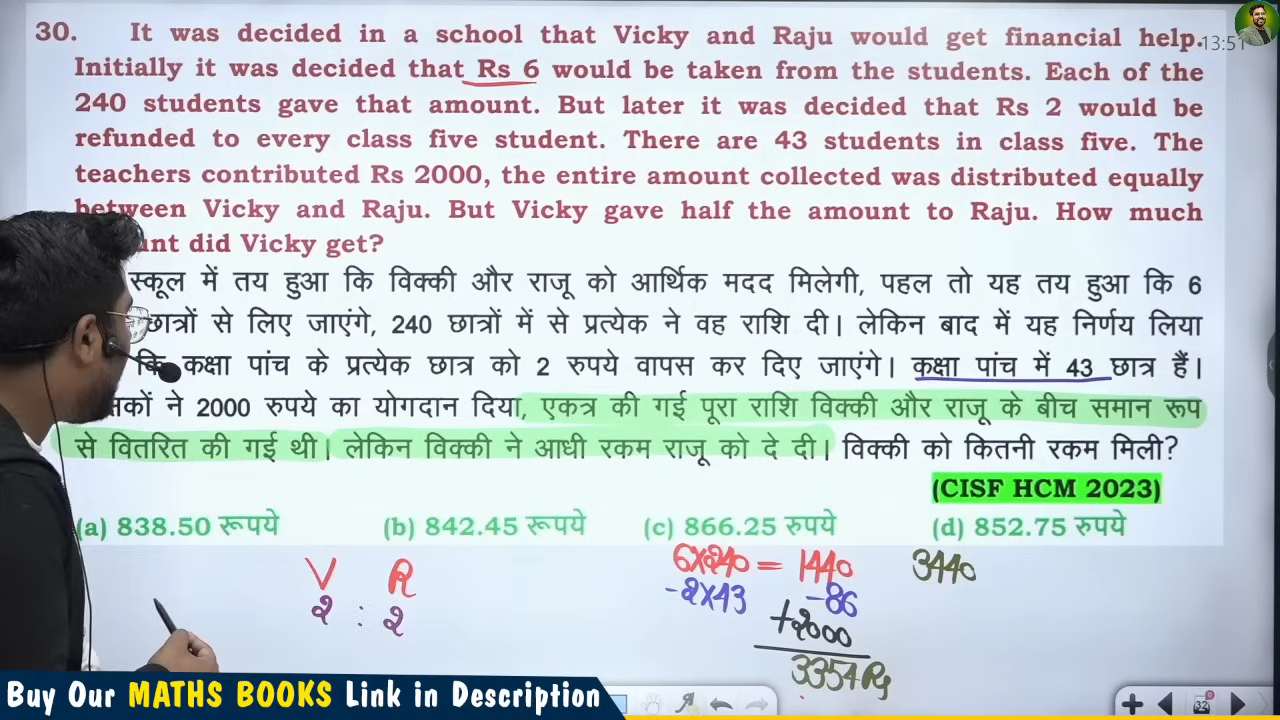 30. It was decided in a school that Vicky and Raju would get financial help.
13:51
Initially it was decided that Rs 6 would be taken from the students. Each of the
240 students gave that amount. But later it was decided that Rs 2 would be
refunded to every class five student. There are 43 students in class five. The
teachers contributed Rs 2000, the entire amount collected was distributed equally
between Vicky and Raju. But Vicky gave half the amount to Raju. How much
unt did Vicky get?
स्कूल में तय हुआ कि विक्की और राजू को आर्थिक मदद मिलेगी, पहल तो यह तय हुआ कि 6
छात्रों से लिए जाएंगे, 240 छात्रों में से प्रत्येक ने वह राशि दी। लेकिन बाद में यह निर्णय लिया
कि कक्षा पांच के प्रत्येक छात्र को 2 रुपये वापस कर दिए जाएंगे। कक्षा पांच में 43 छात्र हैं।
कों ने 2000 रुपये का योगदान दिया, एकत्र की गई पूरा राशि विक्की और राजू के बीच समान रूप
से वितरित की गई थी। लेकिन विक्की ने आधी रकम राजू को दे दी। विक्की को कितनी रकम मिली?
(CISF HCM 2023)
(a) 838.50 रूपये (b) 842.45 रूपये (c) 866.25 रुपये (d) 852.75 रुपये
V R
2 : 2
6×240 = 1440 3440
-2×43 -86
+2000
3354 Rs
Buy Our MATHS BOOKS Link in Description
32